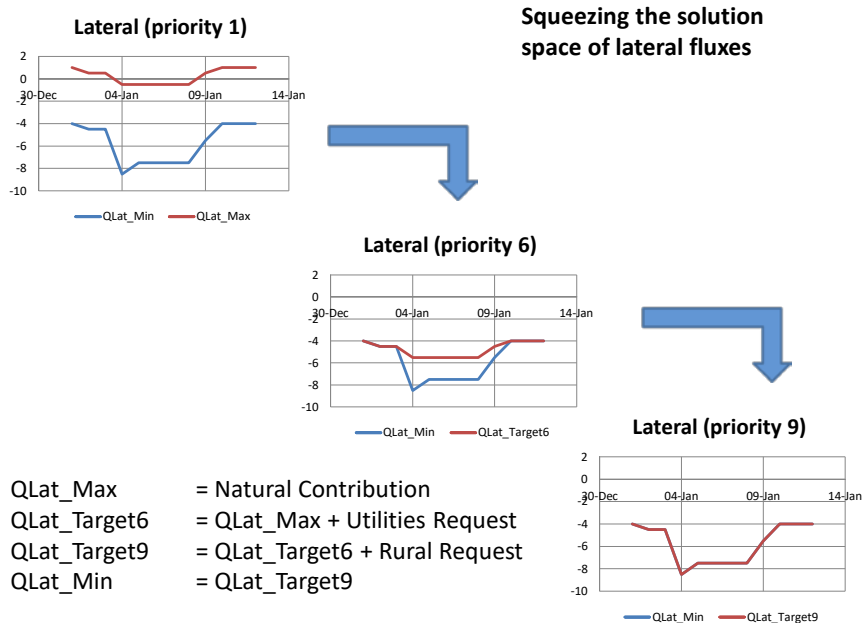 Squeezing the solution
space of lateral fluxes
Lateral (priority 1)
2
0
-2
-4
-6
-8
-10
30-Dec 04-Jan 09-Jan 14-Jan
QLat_Min QLat_Max
Lateral (priority 6)
2
0
-2
-4
-6
-8
-10
30-Dec 04-Jan 09-Jan 14-Jan
QLat_Min QLat_Target6
Lateral (priority 9)
2
0
-2
-4
-6
-8
-10
30-Dec 04-Jan 09-Jan 14-Jan
QLat_Min QLat_Target9
QLat_Max = Natural Contribution
QLat_Target6 = QLat_Max + Utilities Request
QLat_Target9 = QLat_Target6 + Rural Request
QLat_Min = QLat_Target9